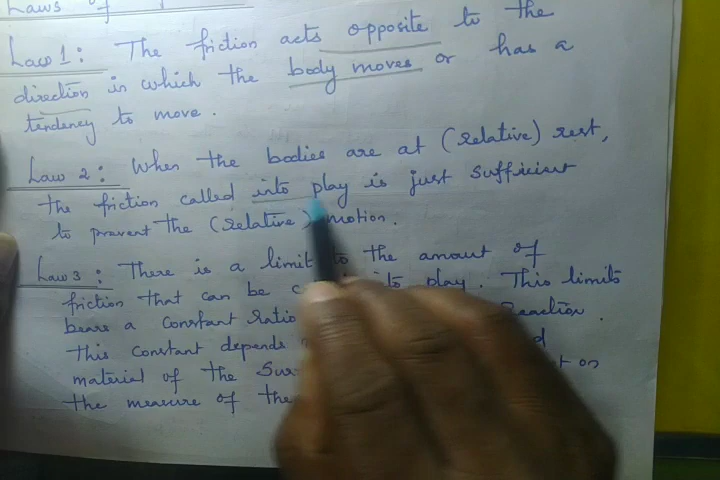 Laws of
Law 1: The friction acts opposite to the
direction in which the body moves or has a
tendency to move.
Law 2: When the bodies are at (relative) rest,
the friction called into play is just sufficient
to prevent the (relative) motion.
Law 3: There is a limit to the amount of
friction that can be into play. This limits
bears a constant ratio Reaction.
This constant depends
material of the on
the measure of the